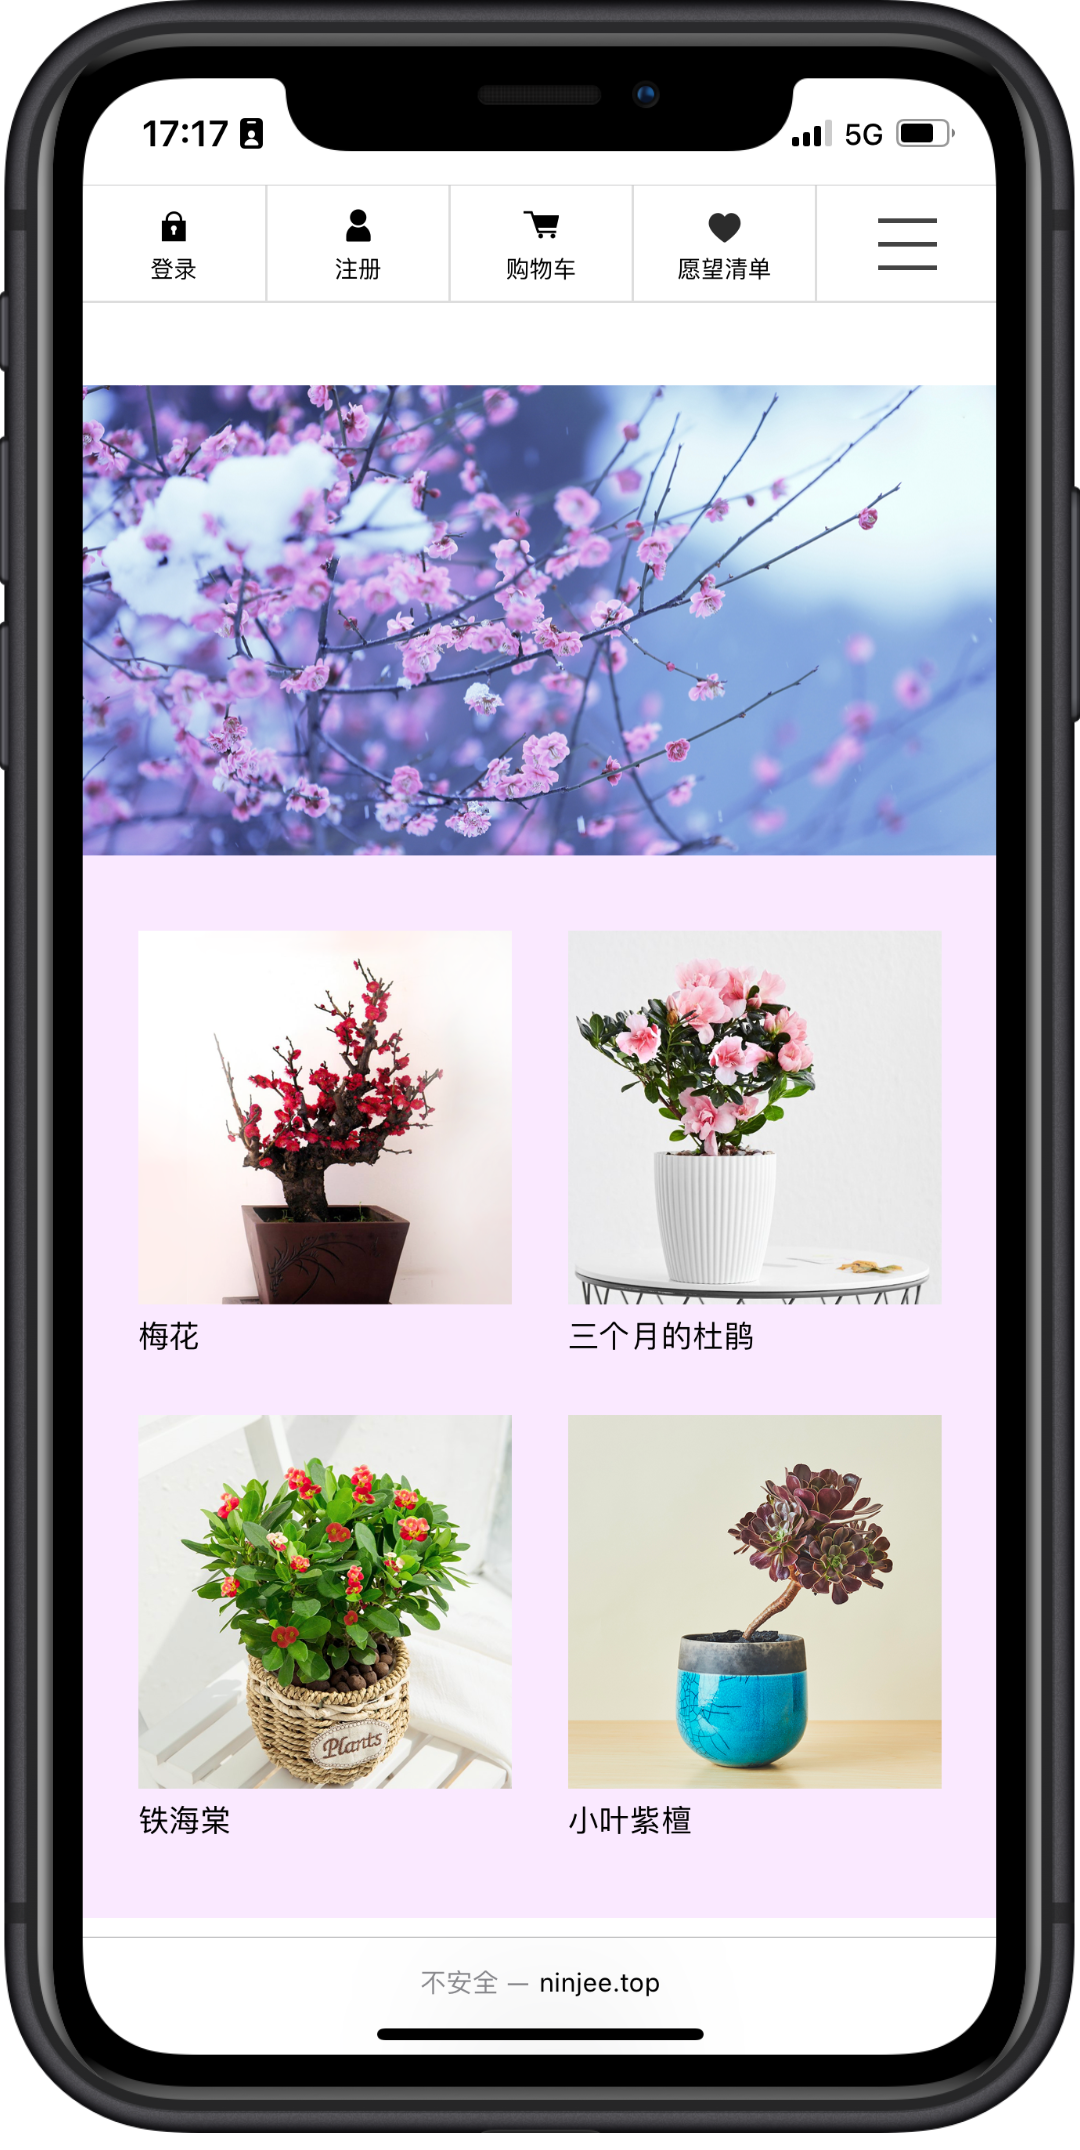 17:17
5G
登录
注册
购物车
愿望清单
梅花
三个月的杜鹃
Plants
铁海棠
小叶紫檀
不安全 — ninjee.top